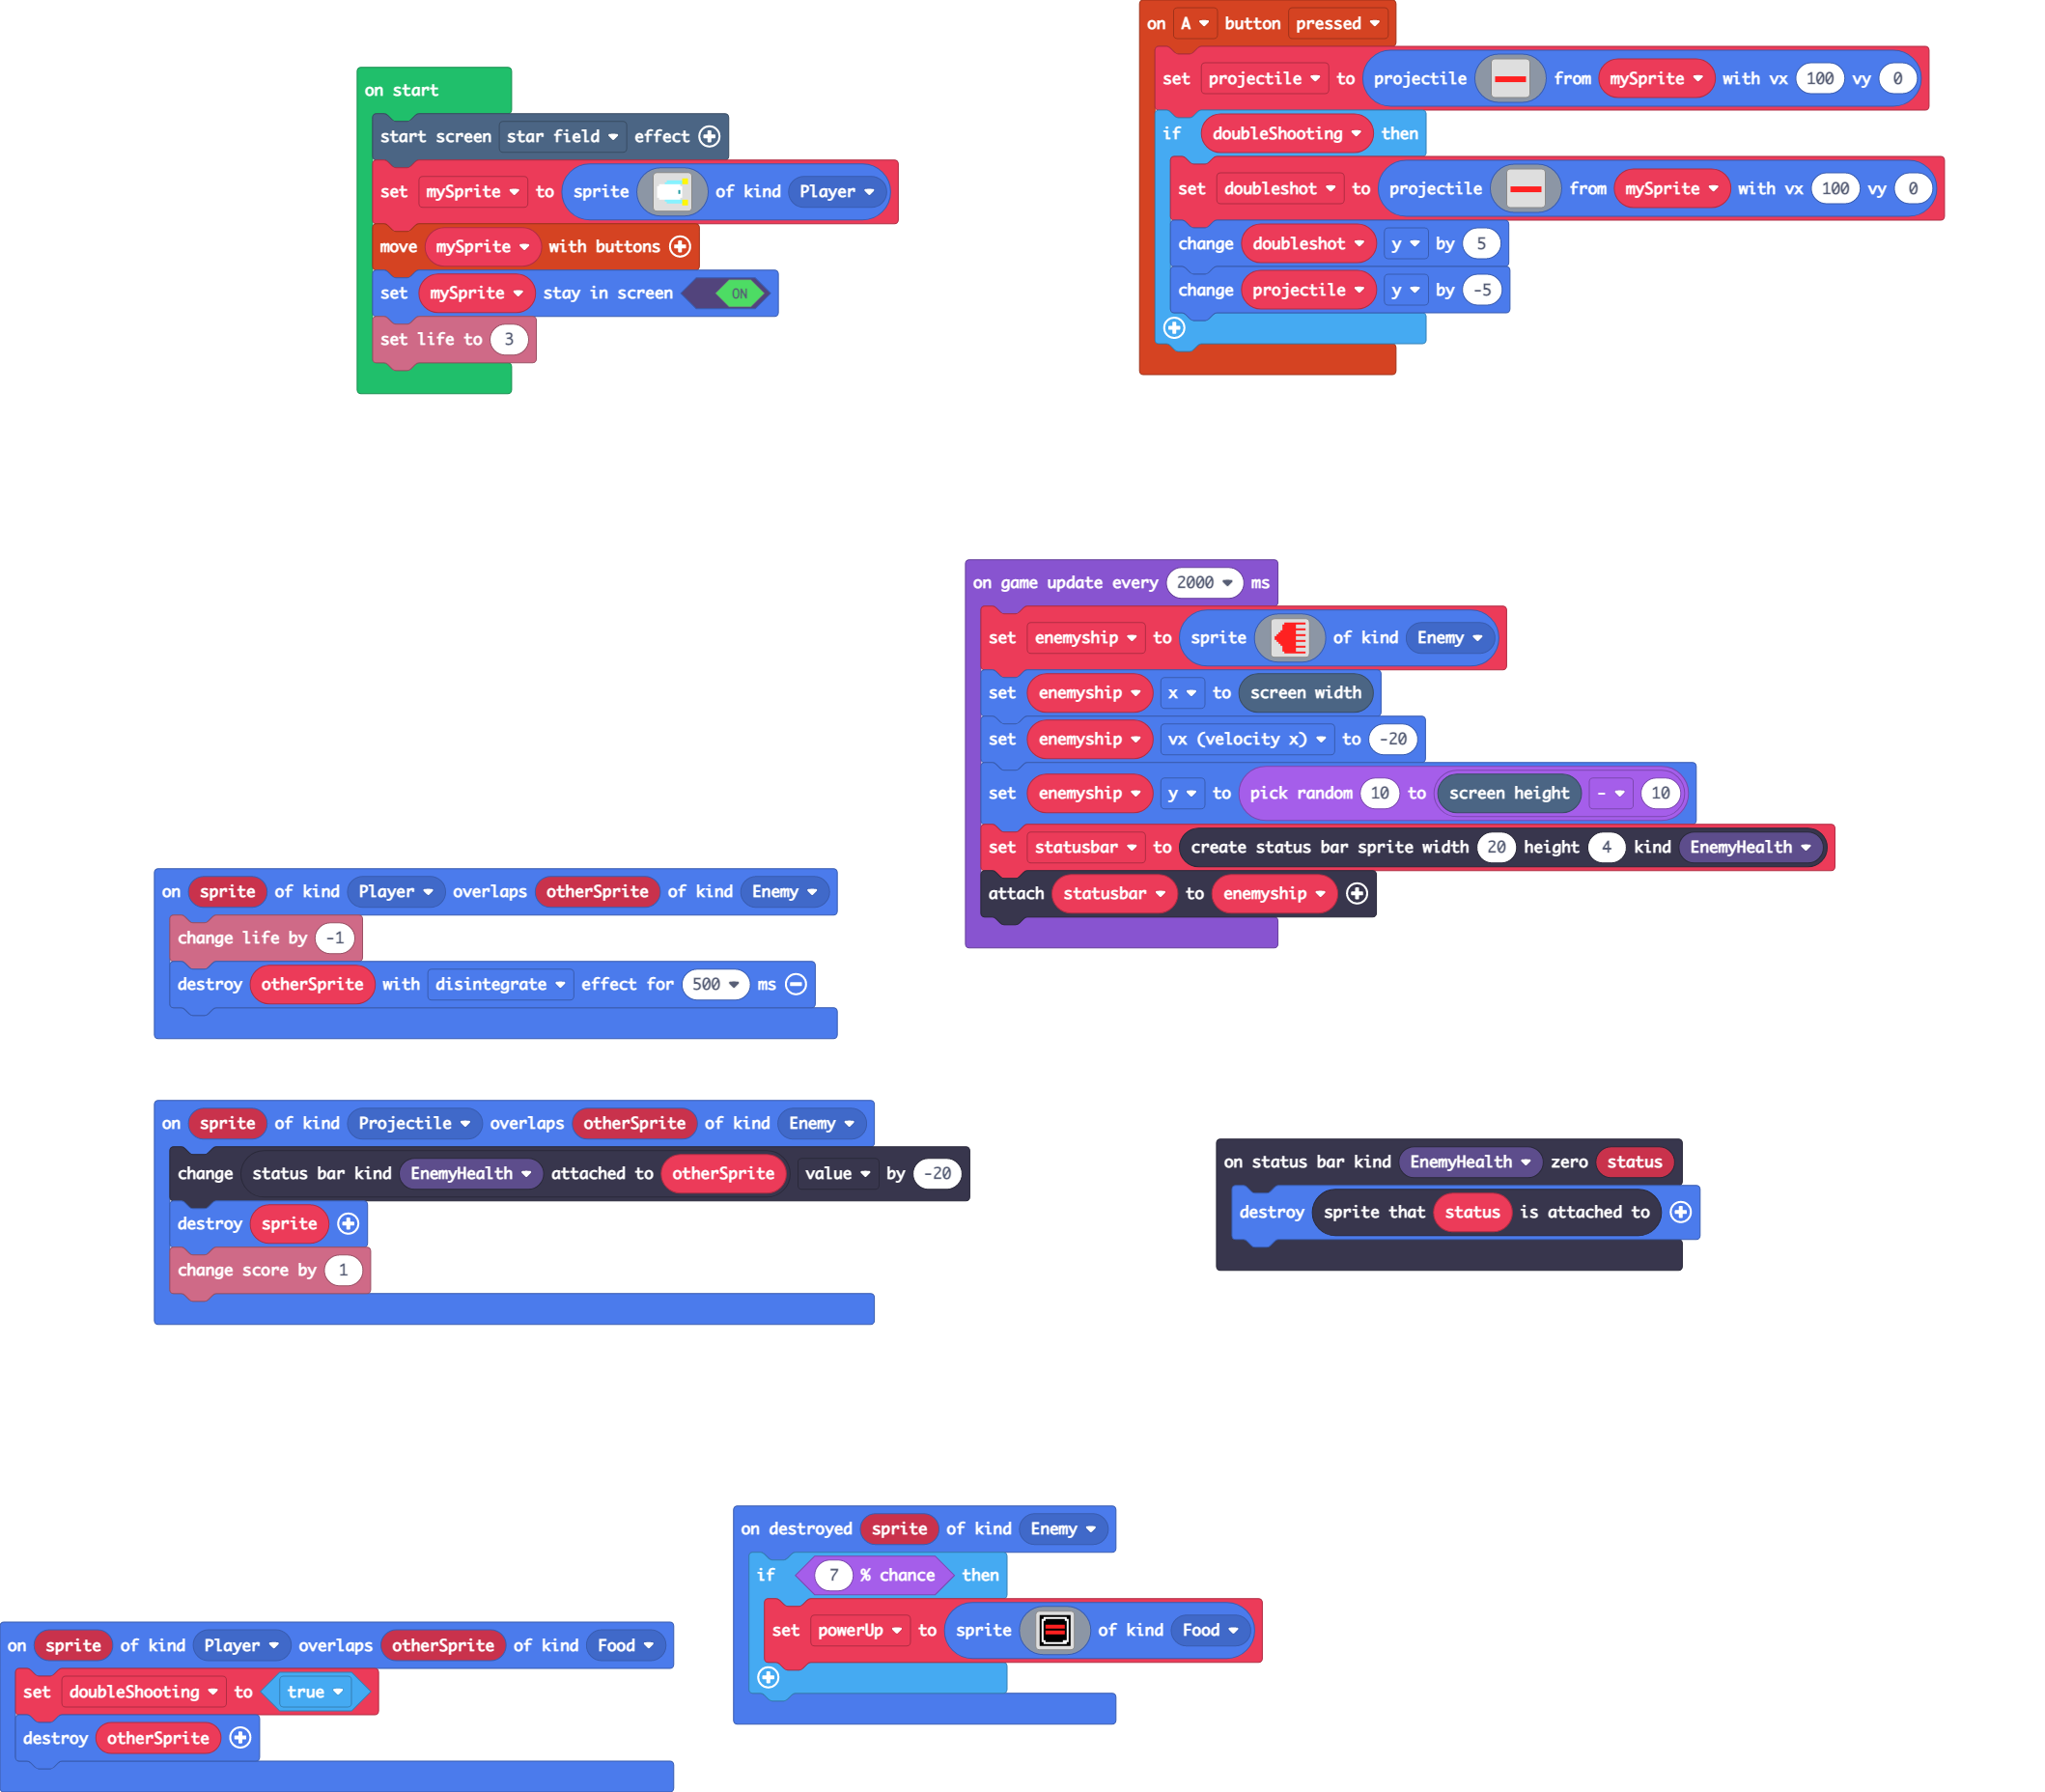 on start
start screen star field effect
set mySprite to sprite of kind Player
move mySprite with buttons
set mySprite stay in screen ON
set life to 3
on A button pressed
set projectile to projectile from mySprite with vx 100 vy 0
if doubleShooting then
set doubleshot to projectile from mySprite with vx 100 vy 0
change doubleshot y by 5
change projectile y by -5
on game update every 2000 ms
set enemyship to sprite of kind Enemy
set enemyship x to screen width
set enemyship vx (velocity x) to -20
set enemyship y to pick random 10 to screen height - 10
set statusbar to create status bar sprite width 20 height 4 kind EnemyHealth
attach statusbar to enemyship
on sprite of kind Player overlaps otherSprite of kind Enemy
change life by -1
destroy otherSprite with disintegrate effect for 500 ms
on sprite of kind Projectile overlaps otherSprite of kind Enemy
change status bar kind EnemyHealth attached to otherSprite value by -20
destroy sprite
change score by 1
on status bar kind EnemyHealth zero status
destroy sprite that status is attached to
on destroyed sprite of kind Enemy
if 7 % chance then
set powerUp to sprite of kind Food
on sprite of kind Player overlaps otherSprite of kind Food
set doubleShooting to true
destroy otherSprite